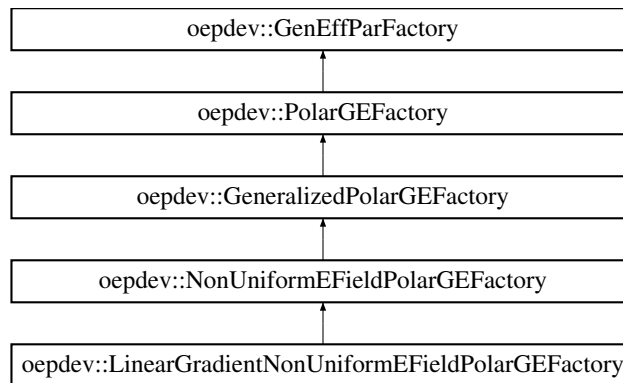 oepdev::GenEffParFactory
oepdev::PolarGEFactory
oepdev::GeneralizedPolarGEFactory
oepdev::NonUniformEFieldPolarGEFactory
oepdev::LinearGradientNonUniformEFieldPolarGEFactory